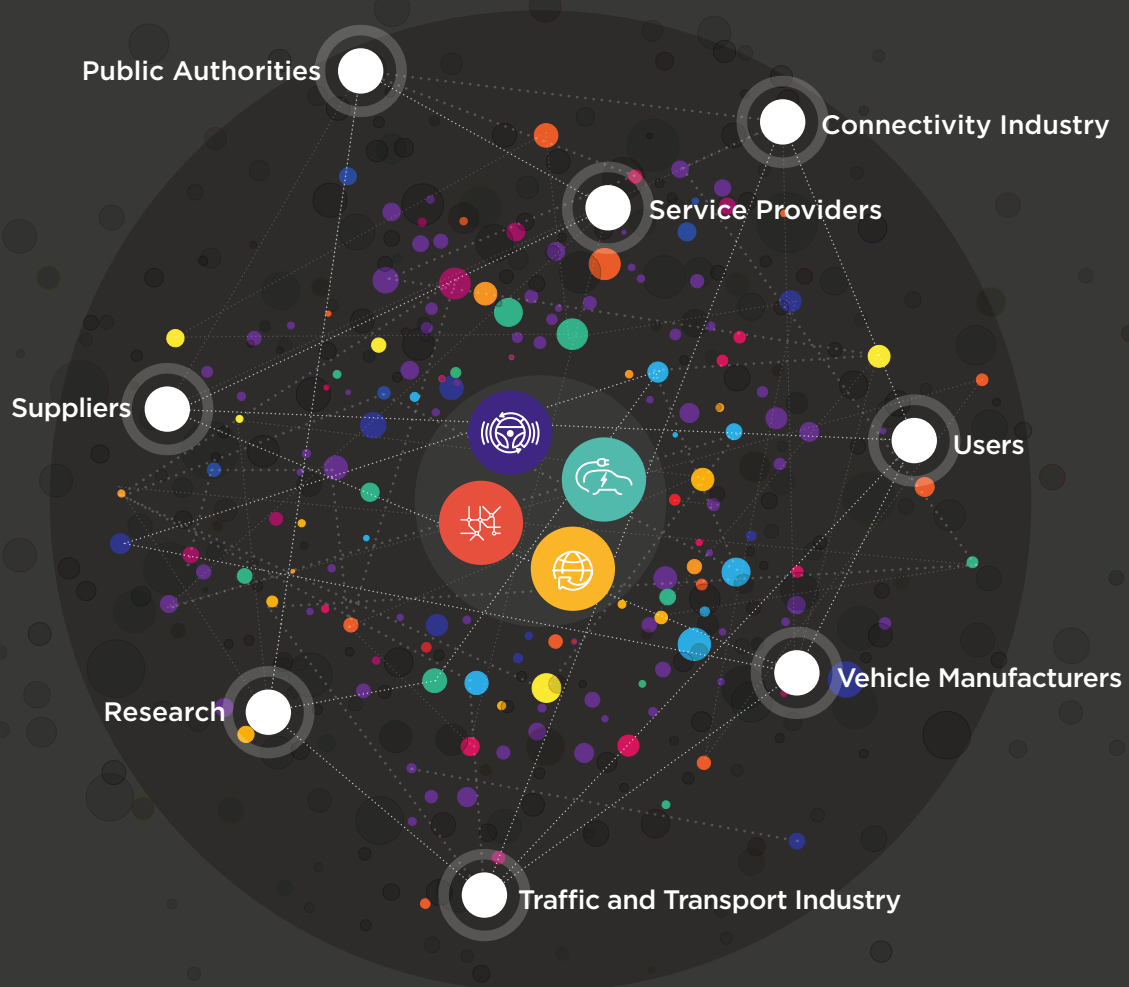 Public Authorities
Connectivity Industry
Service Providers
Suppliers
Users
Vehicle Manufacturers
Research
Traffic and Transport Industry